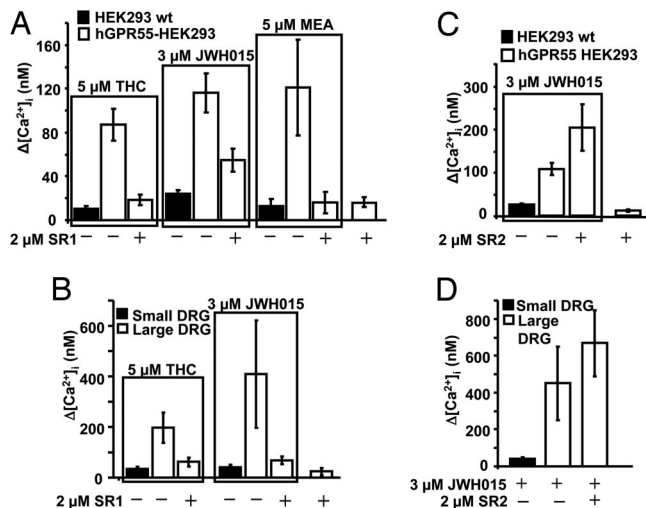 A
HEK293 wt
hGPR55-HEK293
5 µM MEA
3 µM JWH015
5 µM THC
Δ[Ca²⁺]ᵢ (nM)
160
120
80
40
0
2 µM SR1 – – + – – + – – + +
B
Small DRG
Large DRG
3 µM JWH015
5 µM THC
Δ[Ca²⁺]ᵢ (nM)
600
400
200
0
2 µM SR1 – – + – – + +
C
HEK293 wt
hGPR55 HEK293
3 µM JWH015
Δ[Ca²⁺]ᵢ (nM)
300
200
100
0
2 µM SR2 – – + +
D
Small DRG
Large
DRG
Δ[Ca²⁺]ᵢ (nM)
800
600
400
200
0
3 µM JWH015 + + +
2 µM SR2 – – +